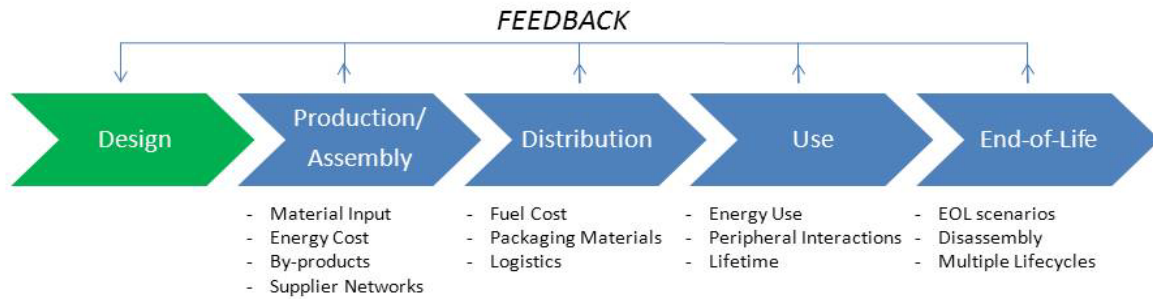 FEEDBACK
Design
Production/
Assembly
Distribution
Use
End-of-Life
- Material Input
- Energy Cost
- By-products
- Supplier Networks
- Fuel Cost
- Packaging Materials
- Logistics
- Energy Use
- Peripheral Interactions
- Lifetime
- EOL scenarios
- Disassembly
- Multiple Lifecycles